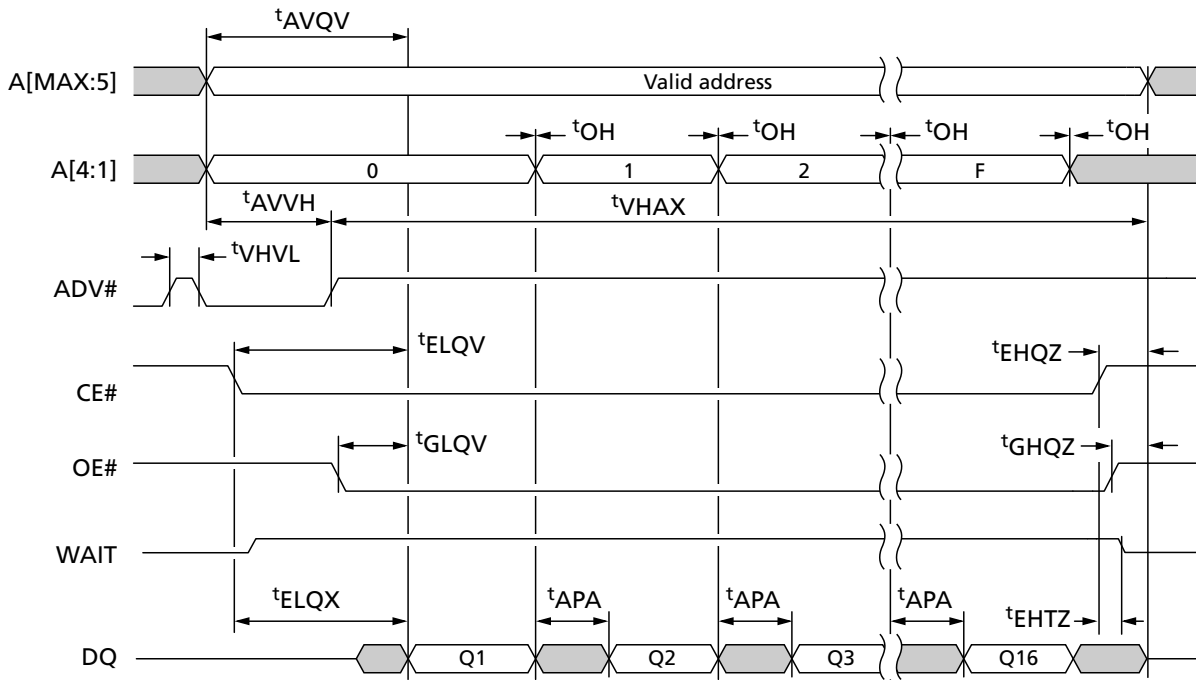 tAVQV
A[MAX:5] Valid address
tOH tOH tOH tOH
A[4:1] 0 1 2 F
tAVVH tVHAX
tVHVL
ADV#
tELQV tEHQZ
CE#
tGLQV tGHQZ
OE#
WAIT
tELQX tAPA tAPA tAPA tEHTZ
DQ Q1 Q2 Q3 Q16